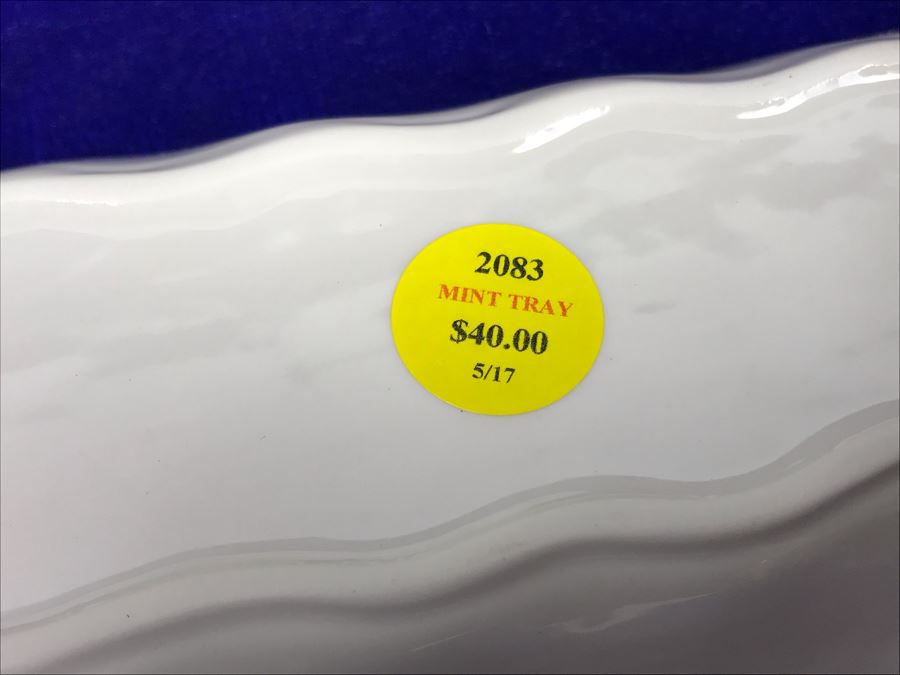 2083
MINT TRAY
$40.00
5/17